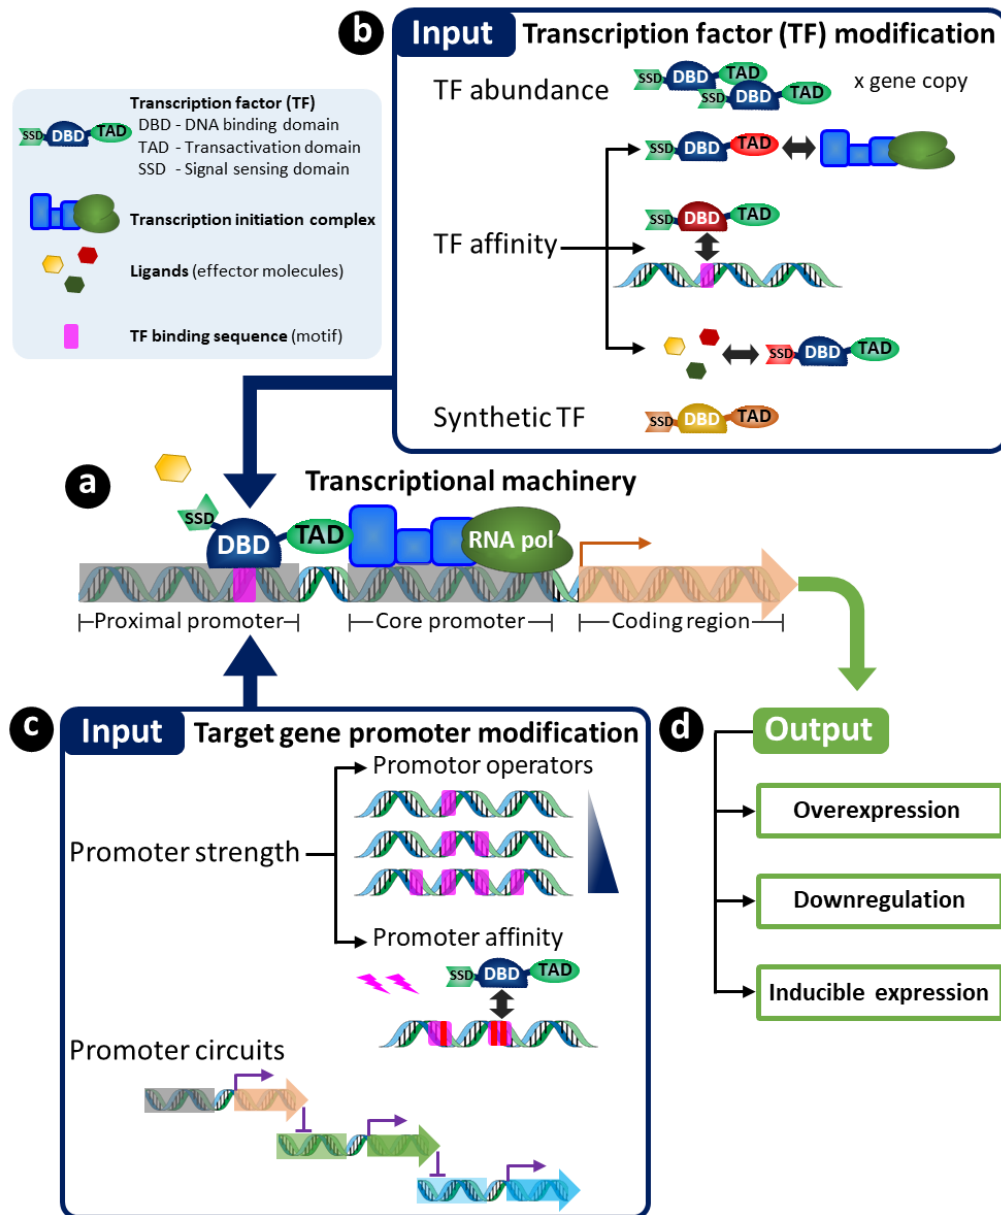 b
Input Transcription factor (TF) modification
TF abundance
SSD DBD TAD
SSD DBD TAD
x gene copy
SSD DBD TAD
TF affinity
SSD DBD TAD
SSD DBD TAD
Synthetic TF
SSD DBD TAD
Transcription factor (TF)
SSD DBD TAD
DBD - DNA binding domain
TAD - Transactivation domain
SSD - Signal sensing domain
Transcription initiation complex
Ligands (effector molecules)
TF binding sequence (motif)
a
Transcriptional machinery
SSD DBD TAD RNA pol
Proximal promoter Core promoter Coding region
c
Input Target gene promoter modification
Promotor operators
Promoter strength
Promoter affinity
SSD DBD TAD
Promoter circuits
d
Output
Overexpression
Downregulation
Inducible expression